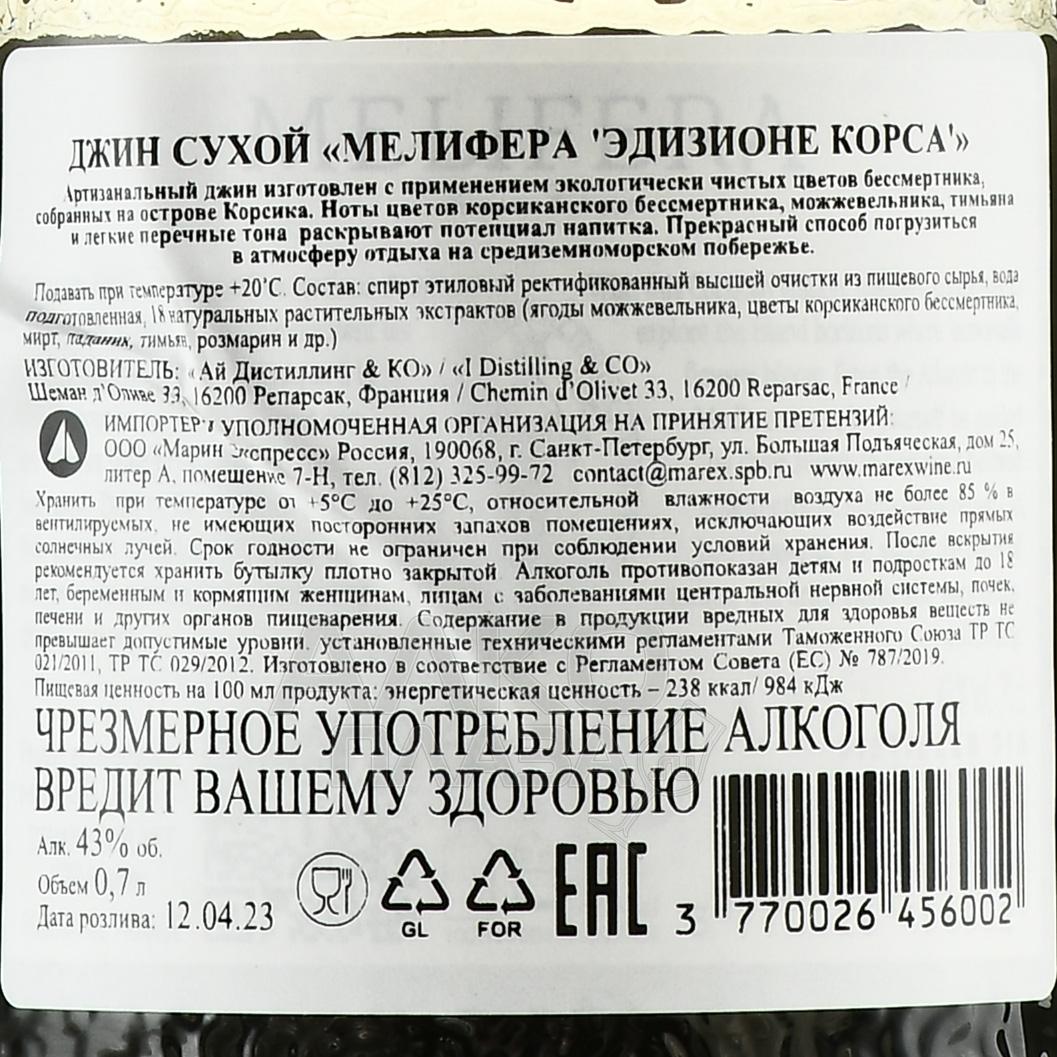 MELIFERA
ДЖИН СУХОЙ «МЕЛИФЕРА 'ЭДИЗИОНЕ КОРСА'»
Артизанальный джин изготовлен с применением экологически чистых цветов бессмертника,
собранных на острове Корсика. Ноты цветов корсиканского бессмертника, можжевельника, тимьяна
и легкие перечные тона раскрывают потенциал напитка. Прекрасный способ погрузиться
в атмосферу отдыха на средиземноморском побережье.
Подавать при температуре +20°С. Состав: спирт этиловый ректификованный высшей очистки из пищевого сырья, вода
подготовленная, 18 натуральных растительных экстрактов (ягоды можжевельника, цветы корсиканского бессмертника,
мирт, ладаник, тимьян, розмарин и др.)
ИЗГОТОВИТЕЛЬ: «Ай Дистиллинг & КО» / «I Distilling & CO»
Шеман д'Оливе 33, 16200 Репарсак, Франция / Chemin d'Olivet 33, 16200 Reparsac, France /
ИМПОРТЕР / УПОЛНОМОЧЕННАЯ ОРГАНИЗАЦИЯ НА ПРИНЯТИЕ ПРЕТЕНЗИЙ:
ООО «Марин Экспресс» Россия, 190068, г. Санкт-Петербург, ул. Большая Подъяческая, дом 25,
литер А, помещение 7-Н, тел. (812) 325-99-72 contact@marex.spb.ru www.marexwine.ru
Хранить при температуре от +5°С до +25°С, относительной влажности воздуха не более 85 % в
вентилируемых, не имеющих посторонних запахов помещениях, исключающих воздействие прямых
солнечных лучей. Срок годности не ограничен при соблюдении условий хранения. После вскрытия
рекомендуется хранить бутылку плотно закрытой. Алкоголь противопоказан детям и подросткам до 18
лет, беременным и кормящим женщинам, лицам с заболеваниями центральной нервной системы, почек,
печени и других органов пищеварения. Содержание в продукции вредных для здоровья веществ не
превышает допустимые уровни, установленные техническими регламентами Таможенного Союза ТР ТС
021/2011, ТР ТС 029/2012. Изготовлено в соответствие с Регламентом Совета (ЕС) № 787/2019.
Пищевая ценность на 100 мл продукта: энергетическая ценность – 238 ккал/ 984 кДж
ЧРЕЗМЕРНОЕ УПОТРЕБЛЕНИЕ АЛКОГОЛЯ
ВРЕДИТ ВАШЕМУ ЗДОРОВЬЮ
Алк. 43% об.
Объем 0,7 л
Дата розлива: 12.04.23
GL
FOR
EAC
3 770026 456002